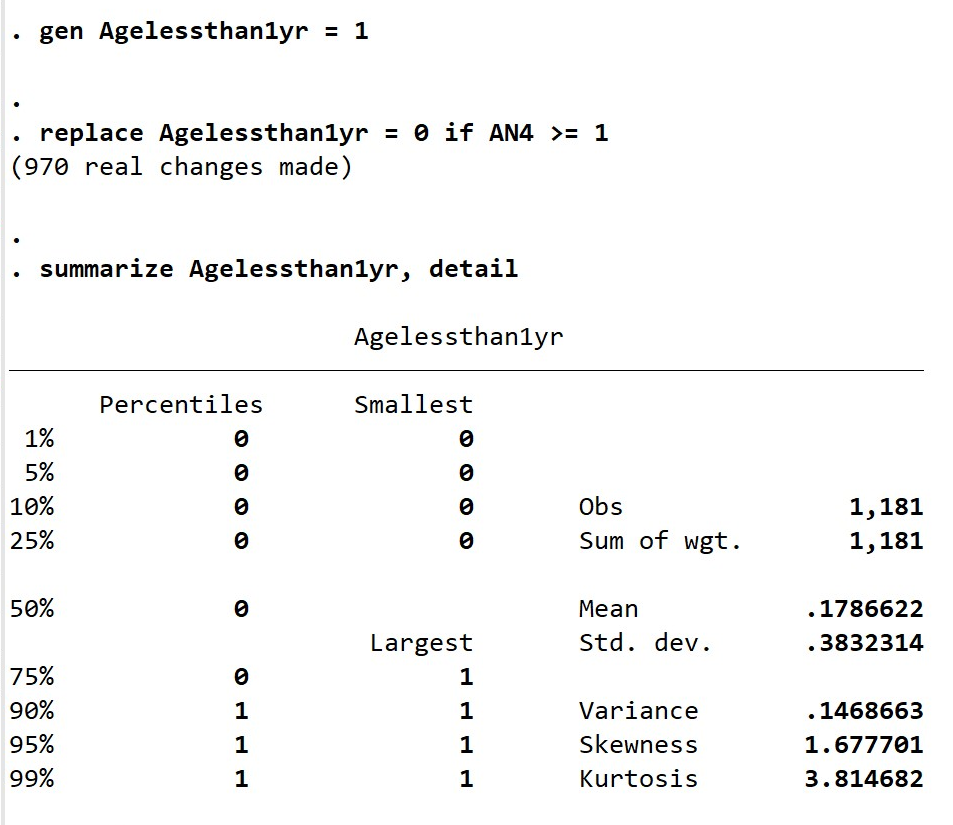 . gen Agelessthan1yr = 1
.
. replace Agelessthan1yr = 0 if AN4 >= 1
(970 real changes made)
.
. summarize Agelessthan1yr, detail
Agelessthan1yr
Percentiles Smallest
1% 0 0
5% 0 0
10% 0 0 Obs 1,181
25% 0 0 Sum of wgt. 1,181
50% 0 Mean .1786622
Largest Std. dev. .3832314
75% 0 1
90% 1 1 Variance .1468663
95% 1 1 Skewness 1.677701
99% 1 1 Kurtosis 3.814682